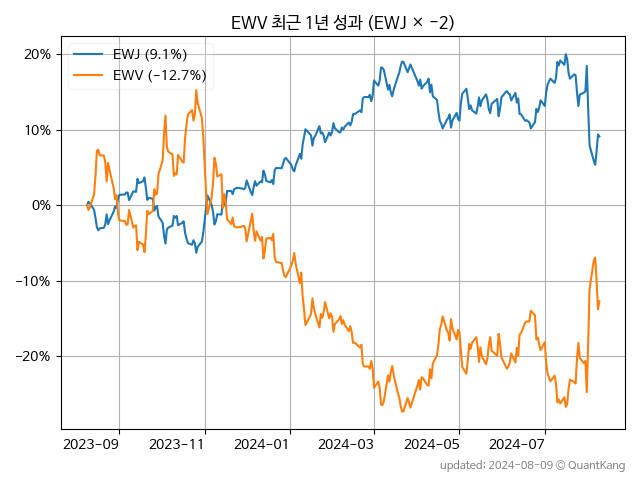 EWV 최근 1년 성과 (EWJ × −2)
EWJ (9.1%)
EWV (−12.7%)
20%
10%
0%
−10%
−20%
2023-09
2023-11
2024-01
2024-03
2024-05
2024-07
updated: 2024-08-09 © QuantKang